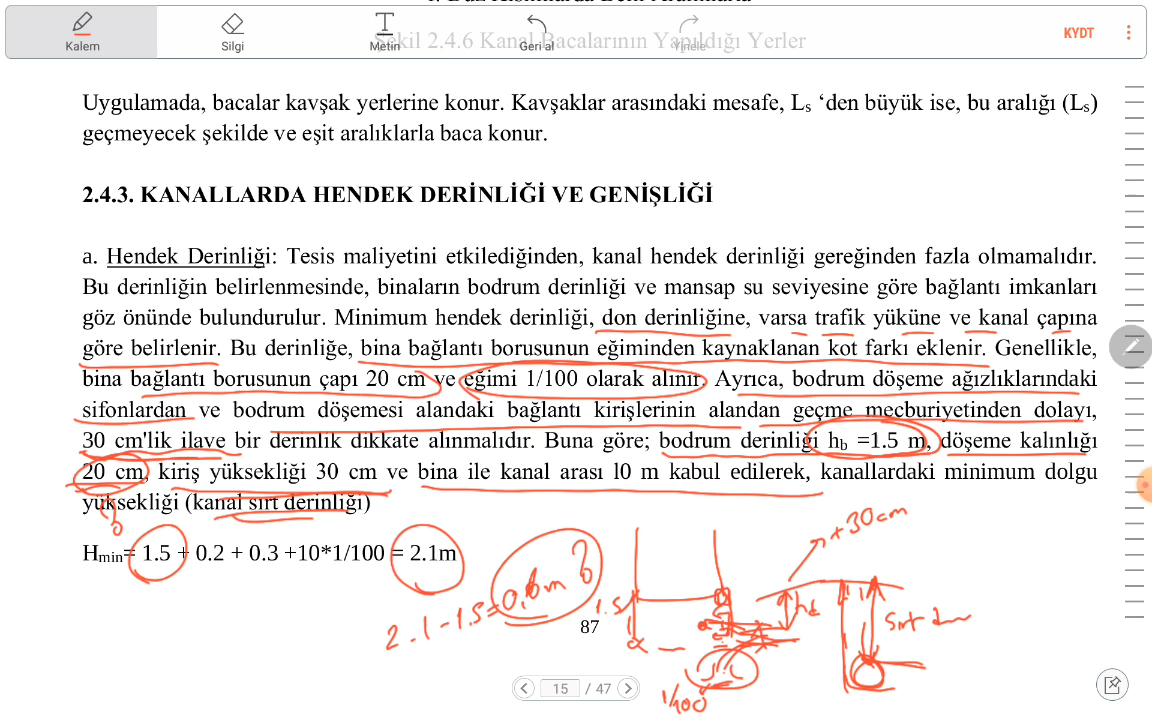 1. Düz Kısımlarda Belli Aralıklarla
Kalem
Silgi
Metin
Geri al
Yinele
KYDT
Şekil 2.4.6 Kanal Bacalarının Yapıldığı Yerler
Uygulamada, bacalar kavşak yerlerine konur. Kavşaklar arasındaki mesafe, Ls ‘den büyük ise, bu aralığı (Ls)
geçmeyecek şekilde ve eşit aralıklarla baca konur.
2.4.3. KANALLARDA HENDEK DERİNLİĞİ VE GENİŞLİĞİ
a. Hendek Derinliği: Tesis maliyetini etkilediğinden, kanal hendek derinliği gereğinden fazla olmamalıdır.
Bu derinliğin belirlenmesinde, binaların bodrum derinliği ve mansap su seviyesine göre bağlantı imkanları
göz önünde bulundurulur. Minimum hendek derinliği, don derinliğine, varsa trafik yüküne ve kanal çapına
göre belirlenir. Bu derinliğe, bina bağlantı borusunun eğiminden kaynaklanan kot farkı eklenir. Genellikle,
bina bağlantı borusunun çapı 20 cm ve eğimi 1/100 olarak alınır. Ayrıca, bodrum döşeme ağızlıklarındaki
sifonlardan ve bodrum döşemesi alandaki bağlantı kirişlerinin alandan geçme mecburiyetinden dolayı,
30 cm'lik ilave bir derinlik dikkate alınmalıdır. Buna göre; bodrum derinliği hb =1.5 m, döşeme kalınlığı
20 cm, kiriş yüksekliği 30 cm ve bina ile kanal arası l0 m kabul edilerek, kanallardaki minimum dolgu
yüksekliği (kanal sırt derinliği)
+30cm
Hmin= 1.5 + 0.2 + 0.3 +10*1/100 = 2.1m
2.1-1.5=0,6m
1.5
hd
87
1/100
15 / 47